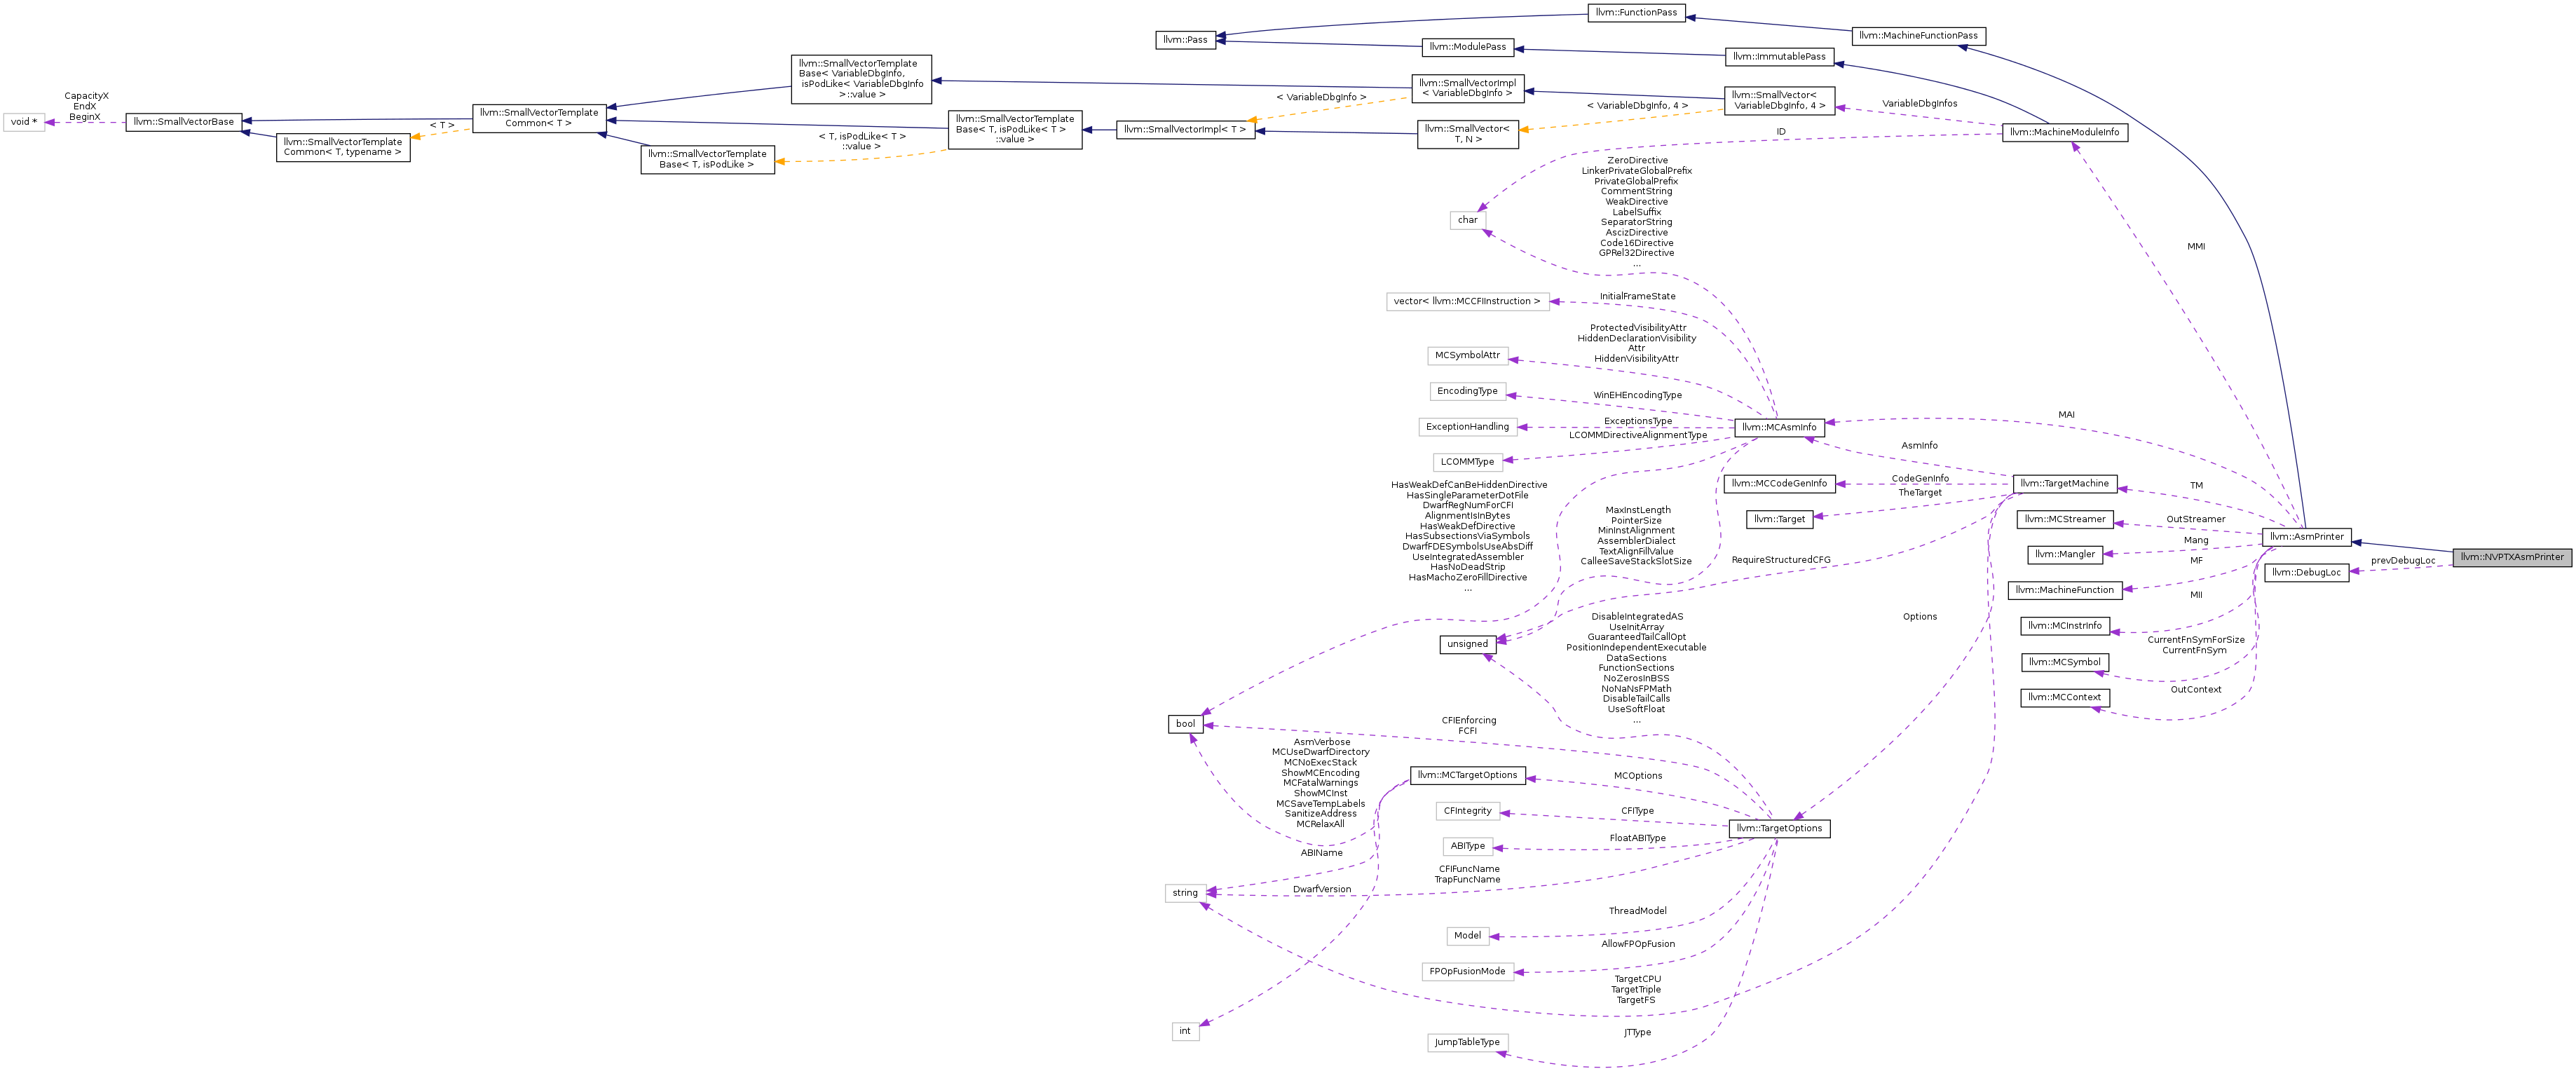 llvm::FunctionPass
llvm::MachineFunctionPass
llvm::Pass
llvm::ModulePass
llvm::ImmutablePass
llvm::SmallVectorTemplate
Base< VariableDbgInfo,
isPodLike< VariableDbgInfo
>::value >
llvm::SmallVectorImpl
< VariableDbgInfo >
llvm::SmallVector<
VariableDbgInfo, 4 >
VariableDbgInfos
< VariableDbgInfo >
< VariableDbgInfo, 4 >
CapacityX
EndX
BeginX
void *
llvm::SmallVectorBase
llvm::SmallVectorTemplate
Common< T, typename >
< T >
llvm::SmallVectorTemplate
Common< T >
llvm::SmallVectorTemplate
Base< T, isPodLike >
< T, isPodLike< T >
::value >
llvm::SmallVectorTemplate
Base< T, isPodLike< T >
::value >
llvm::SmallVectorImpl< T >
llvm::SmallVector<
T, N >
ID
llvm::MachineModuleInfo
ZeroDirective
LinkerPrivateGlobalPrefix
PrivateGlobalPrefix
CommentString
WeakDirective
LabelSuffix
SeparatorString
AscizDirective
Code16Directive
GPRel32Directive
...
char
MMI
vector< llvm::MCCFIInstruction >
InitialFrameState
ProtectedVisibilityAttr
HiddenDeclarationVisibility
Attr
HiddenVisibilityAttr
MCSymbolAttr
EncodingType
WinEHEncodingType
ExceptionHandling
ExceptionsType
LCOMMDirectiveAlignmentType
LCOMMType
llvm::MCAsmInfo
MAI
AsmInfo
HasWeakDefCanBeHiddenDirective
HasSingleParameterDotFile
DwarfRegNumForCFI
AlignmentIsInBytes
HasWeakDefDirective
HasSubsectionsViaSymbols
DwarfFDESymbolsUseAbsDiff
UseIntegratedAssembler
HasNoDeadStrip
HasMachoZeroFillDirective
...
MaxInstLength
PointerSize
MinInstAlignment
AssemblerDialect
TextAlignFillValue
CalleeSaveStackSlotSize
llvm::MCCodeGenInfo
CodeGenInfo
TheTarget
llvm::Target
llvm::TargetMachine
TM
llvm::MCStreamer
OutStreamer
llvm::Mangler
Mang
llvm::AsmPrinter
llvm::NVPTXAsmPrinter
prevDebugLoc
llvm::DebugLoc
MF
llvm::MachineFunction
MII
llvm::MCInstrInfo
CurrentFnSymForSize
CurrentFnSym
llvm::MCSymbol
OutContext
llvm::MCContext
RequireStructuredCFG
Options
unsigned
DisableIntegratedAS
UseInitArray
GuaranteedTailCallOpt
PositionIndependentExecutable
DataSections
FunctionSections
NoZerosInBSS
NoNaNsFPMath
DisableTailCalls
UseSoftFloat
...
bool
CFIEnforcing
FCFI
AsmVerbose
MCUseDwarfDirectory
MCNoExecStack
ShowMCEncoding
MCFatalWarnings
ShowMCInst
MCSaveTempLabels
SanitizeAddress
MCRelaxAll
llvm::MCTargetOptions
MCOptions
CFIntegrity
CFIType
llvm::TargetOptions
ABIType
FloatABIType
ABIName
CFIFuncName
TrapFuncName
string
DwarfVersion
ThreadModel
Model
AllowFPOpFusion
FPOpFusionMode
TargetCPU
TargetTriple
TargetFS
int
JTType
JumpTableType